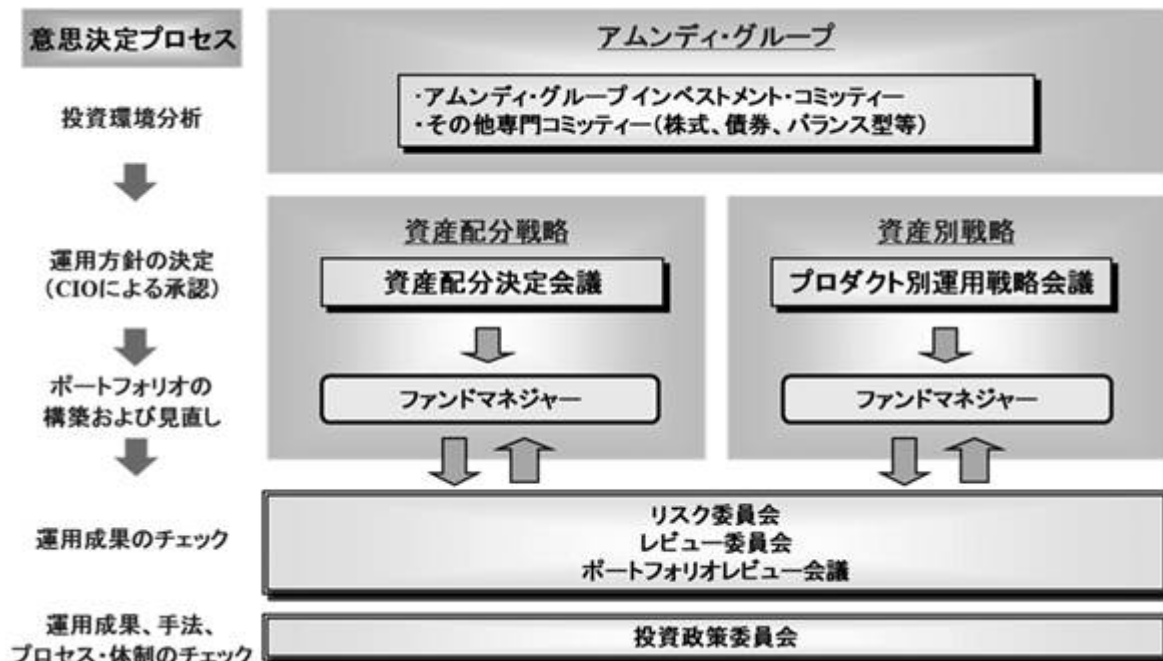 意思決定プロセス
アムンディ・グループ
投資環境分析
・アムンディ・グループ インベストメント・コミッティー
・その他専門コミッティー(株式、債券、バランス型等)
運用方針の決定
(CIOによる承認)
資産配分戦略
資産配分決定会議
資産別戦略
プロダクト別運用戦略会議
ポートフォリオの
構築および見直し
ファンドマネジャー
ファンドマネジャー
運用成果のチェック
リスク委員会
レビュー委員会
ポートフォリオレビュー会議
運用成果、手法、
プロセス・体制のチェック
投資政策委員会